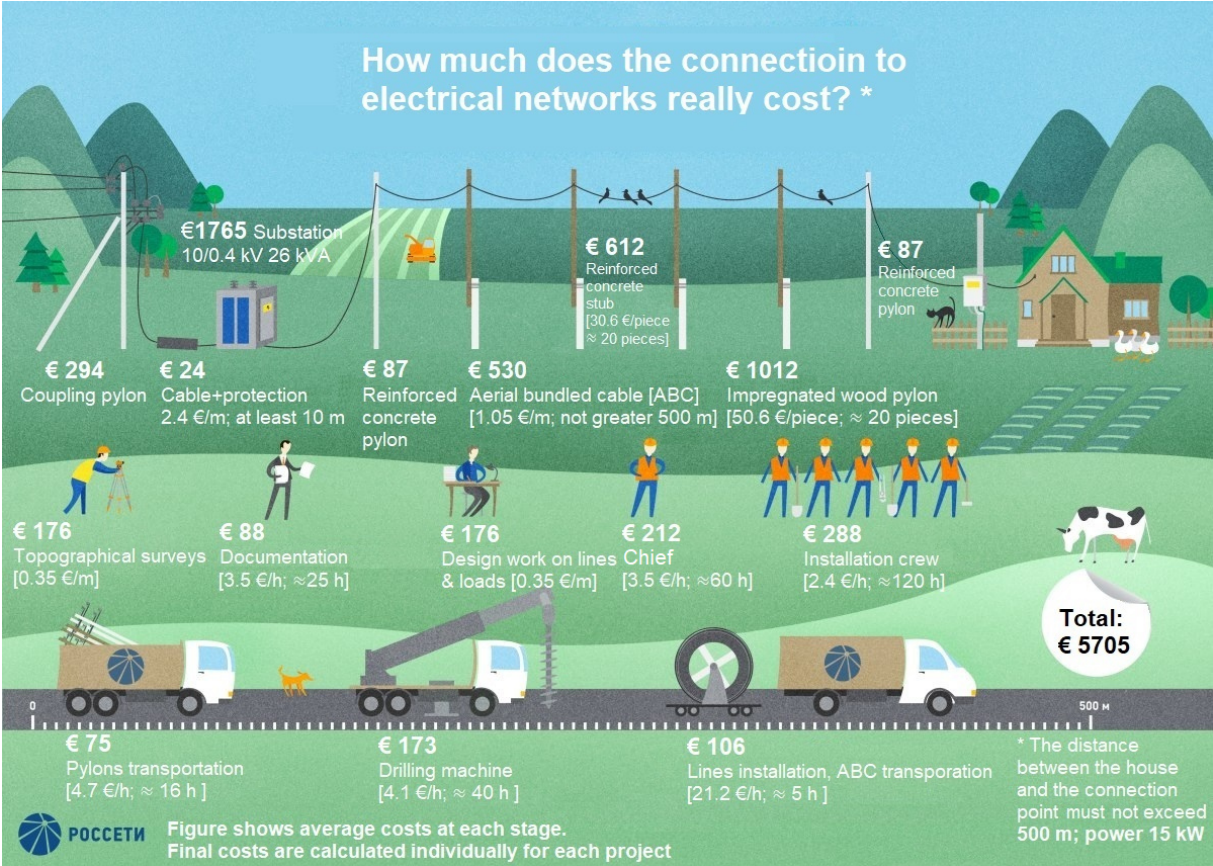 How much does the connectioin to
electrical networks really cost? *
€1765 Substation
10/0.4 kV 26 kVA
€ 612
Reinforced
concrete
stub
[30.6 €/piece
≈ 20 pieces]
€ 87
Reinforced
concrete
pylon
€ 294
Coupling pylon
€ 24
Cable+protection
2.4 €/m; at least 10 m
€ 87
Reinforced
concrete
pylon
€ 530
Aerial bundled cable [ABC]
[1.05 €/m; not greater 500 m]
€ 1012
Impregnated wood pylon
[50.6 €/piece; ≈ 20 pieces]
€ 176
Topographical surveys
[0.35 €/m]
€ 88
Documentation
[3.5 €/h; ≈25 h]
€ 176
Design work on lines
& loads [0.35 €/m]
€ 212
Chief
[3.5 €/h; ≈60 h]
€ 288
Installation crew
[2.4 €/h; ≈120 h]
Total:
€ 5705
0
500 м
€ 75
Pylons transportation
[4.7 €/h; ≈ 16 h ]
€ 173
Drilling machine
[4.1 €/h; ≈ 40 h ]
€ 106
Lines installation, ABC transporation
[21.2 €/h; ≈ 5 h ]
* The distance
between the house
and the connection
point must not exceed
500 m; power 15 kW
РОССЕТИ
Figure shows average costs at each stage.
Final costs are calculated individually for each project